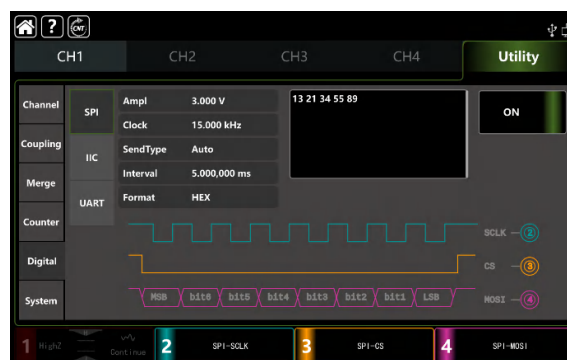 ? CNT
CH1 CH2 CH3 CH4 Utility
Channel
Coupling
Merge
Counter
Digital
System
SPI
IIC
UART
Ampl 3.000 V
Clock 15.000 kHz
SendType Auto
Interval 5.000,000 ms
Format HEX
13 21 34 55 89
ON
SCLK 2
CS 3
MSB bit6 bit5 bit4 bit3 bit2 bit1 LSB MOSI 4
1 HighZ Continue 2 SPI-SCLK 3 SPI-CS 4 SPI-MOSI